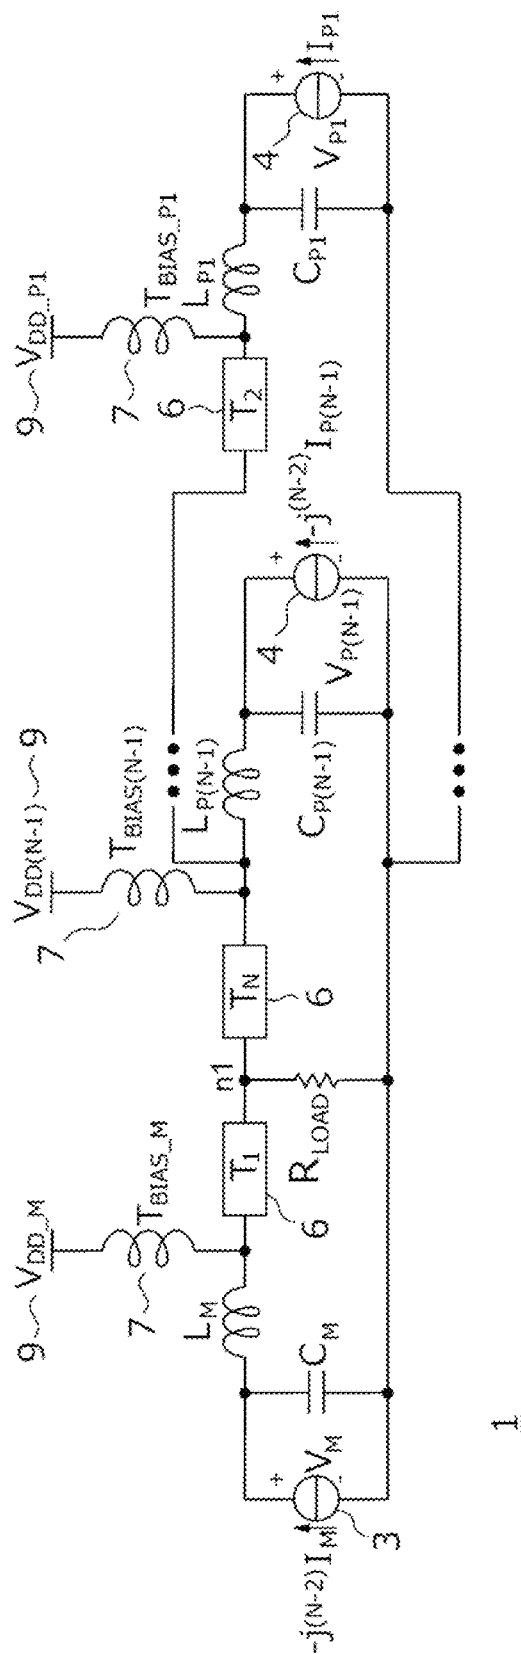 9 V_DD_M
V_DD(N-1) 9
9 V_DD_P1
7 T_BIAS_M
7 T_BIAS(N-1)
7 T_BIAS_P1
L_M
n1
L_P(N-1)
6
L_P1
T_1
T_N
T_2
6
6
-j^(N-2) I_M
+
V_M
-
3
C_M
R_LOAD
C_P(N-1)
4
+
V_P(N-1)
-
-j^(N-2) I_P(N-1)
C_P1
4
+
V_P1
-
I_P1
1